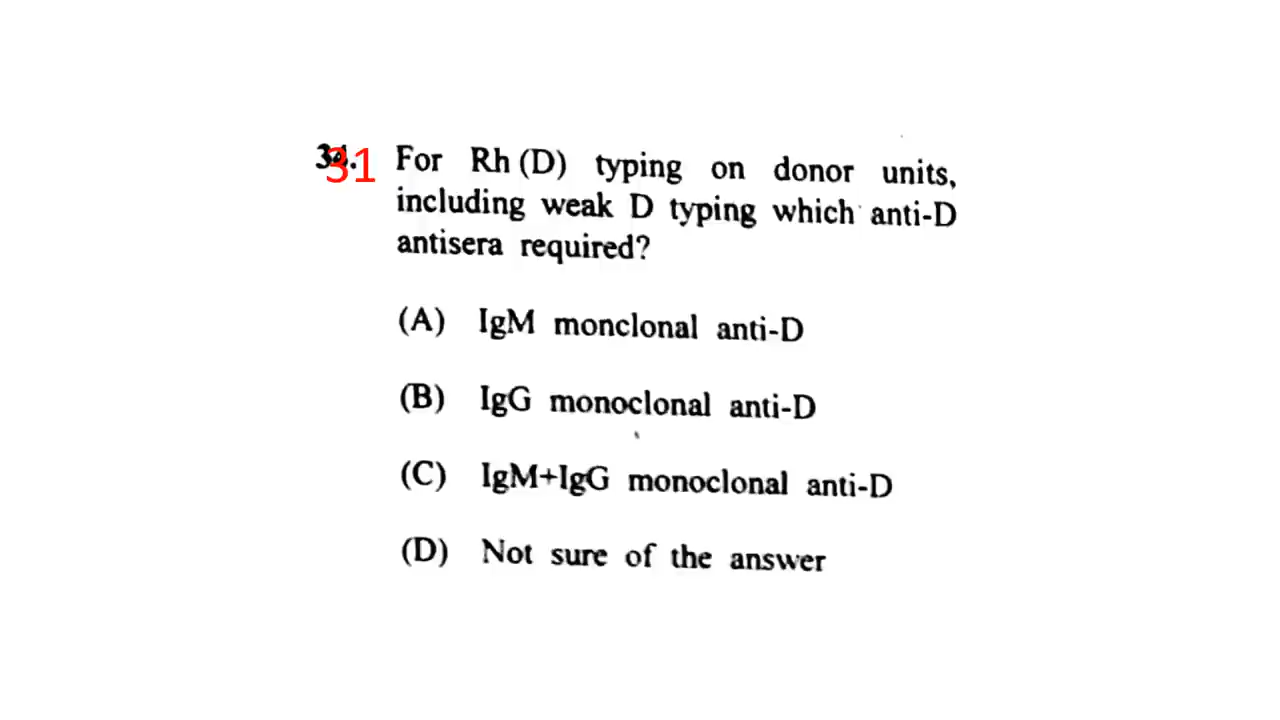 31 For Rh (D) typing on donor units,
including weak D typing which anti-D
antisera required?
(A) IgM monclonal anti-D
(B) IgG monoclonal anti-D
(C) IgM+IgG monoclonal anti-D
(D) Not sure of the answer